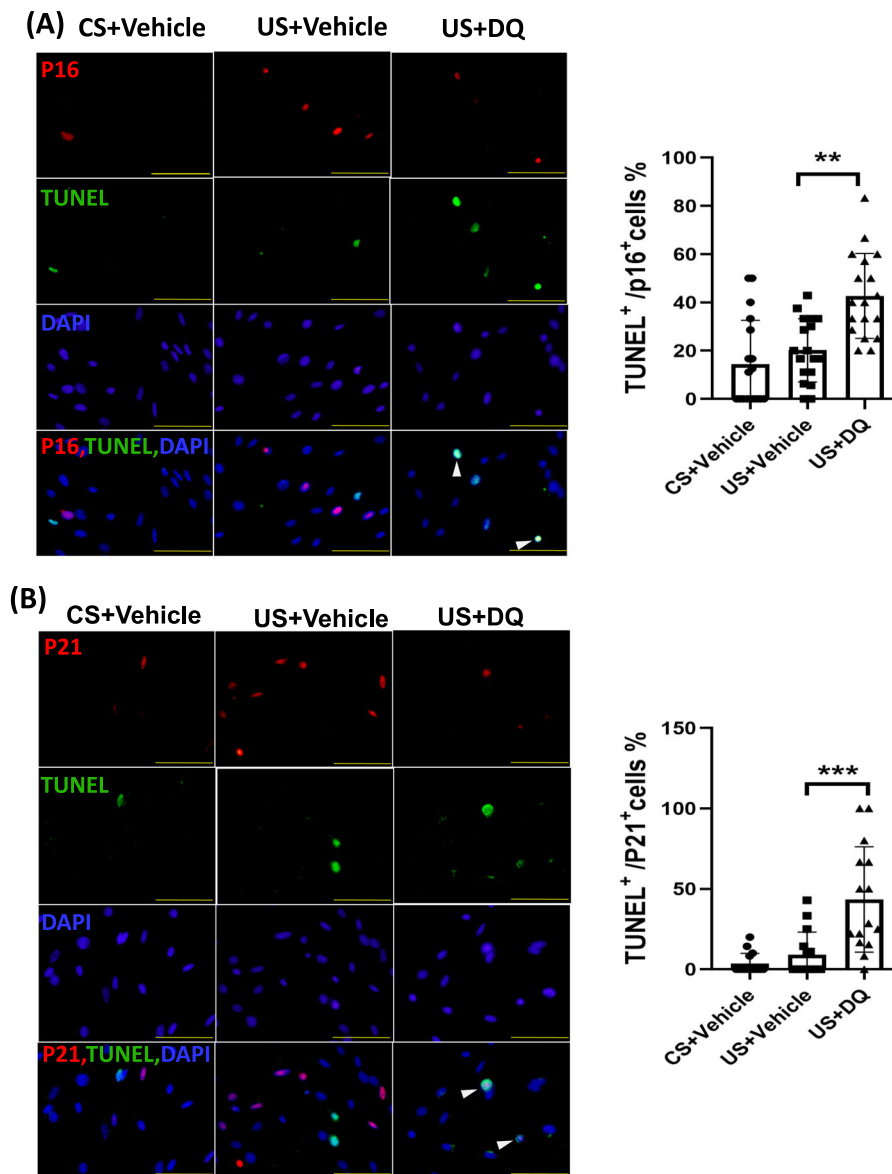 (A)
CS+Vehicle US+Vehicle US+DQ
P16
TUNEL
DAPI
P16,TUNEL,DAPI
TUNEL+ /p16+cells %
100
80
60
40
20
0
**
CS+Vehicle
US+Vehicle
US+DQ
(B)
CS+Vehicle US+Vehicle US+DQ
P21
TUNEL
DAPI
P21,TUNEL,DAPI
TUNEL+ /P21+cells %
150
100
50
0
***
CS+Vehicle
US+Vehicle
US+DQ